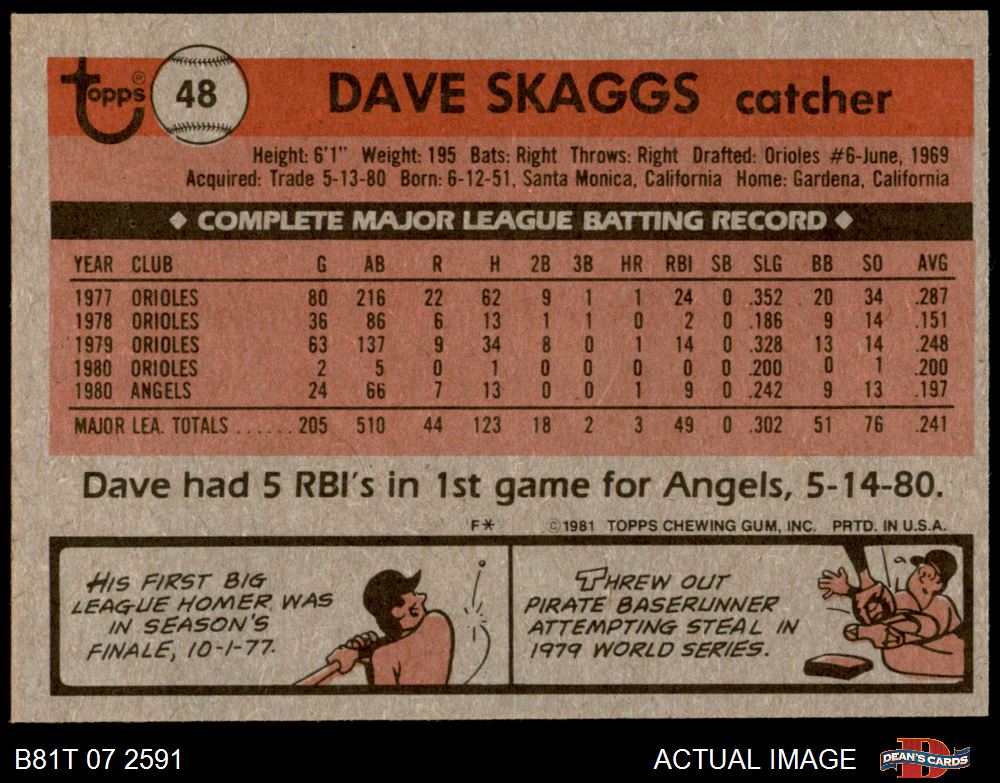 Topps® 48 DAVE SKAGGS catcher
Height: 6'1" Weight: 195 Bats: Right Throws: Right Drafted: Orioles #6-June, 1969
Acquired: Trade 5-13-80 Born: 6-12-51, Santa Monica, California Home: Gardena, California
◆ COMPLETE MAJOR LEAGUE BATTING RECORD ◆
YEAR CLUB G AB R H 2B 3B HR RBI SB SLG BB SO AVG
1977 ORIOLES 80 216 22 62 9 1 1 24 0 .352 20 34 .287
1978 ORIOLES 36 86 6 13 1 1 0 2 0 .186 9 14 .151
1979 ORIOLES 63 137 9 34 8 0 1 14 0 .328 13 14 .248
1980 ORIOLES 2 5 0 1 0 0 0 0 0 .200 0 1 .200
1980 ANGELS 24 66 7 13 0 0 1 9 0 .242 9 13 .197
MAJOR LEA. TOTALS ...... 205 510 44 123 18 2 3 49 0 .302 51 76 .241
Dave had 5 RBI's in 1st game for Angels, 5-14-80.
F* © 1981 TOPPS CHEWING GUM, INC. PRTD. IN U.S.A.
HIS FIRST BIG
LEAGUE HOMER WAS
IN SEASON'S
FINALE, 10-1-77.
THREW OUT
PIRATE BASERUNNER
ATTEMPTING STEAL IN
1979 WORLD SERIES.
B81T 07 2591 ACTUAL IMAGE DEAN'S CARDS